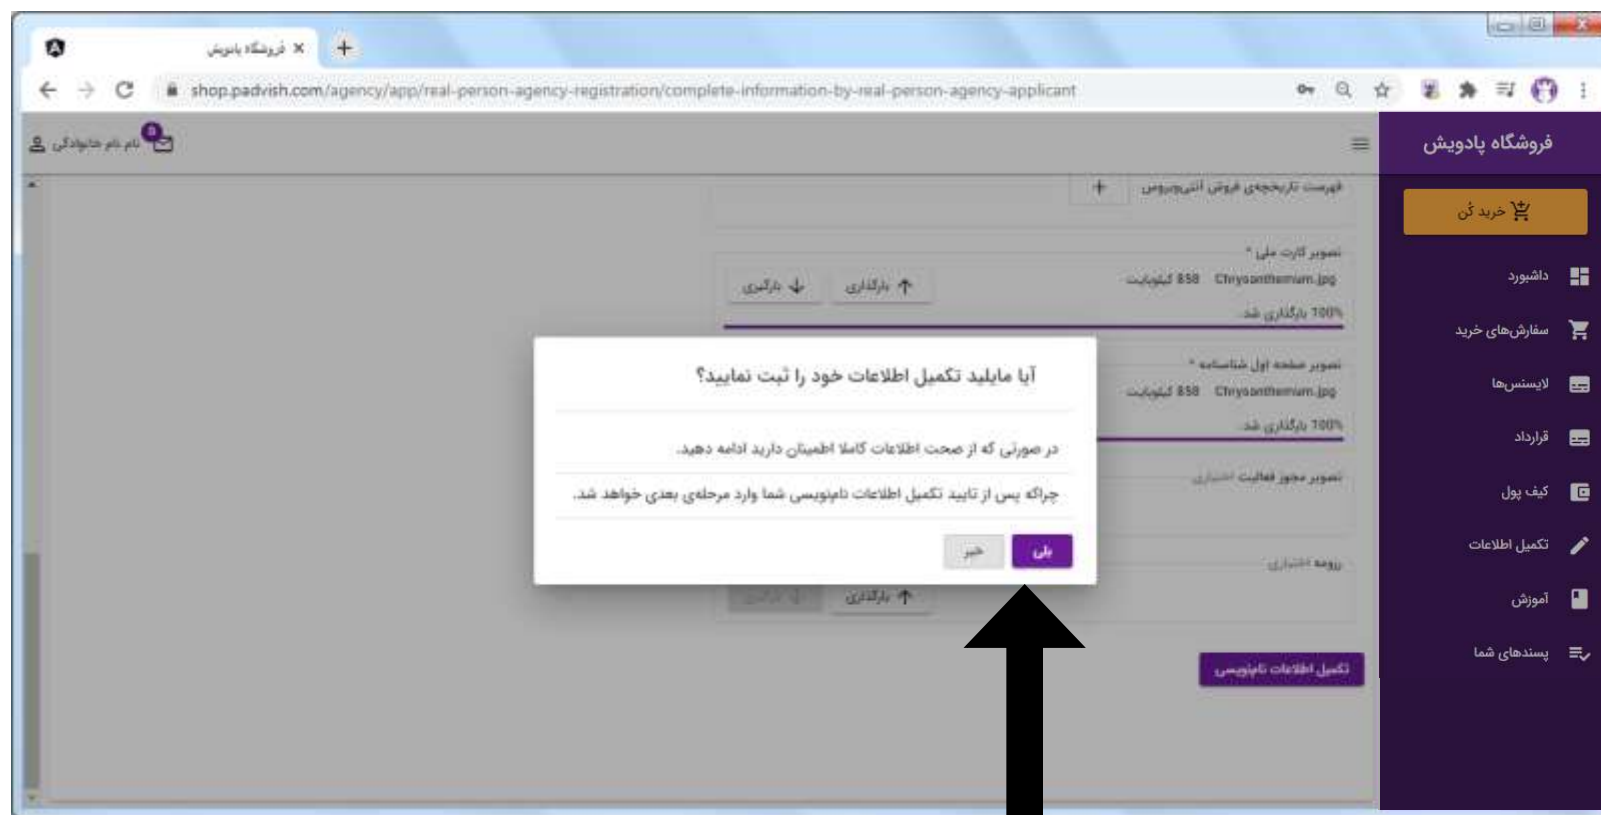 فروشگاه پادویش
shop.padvish.com/agency/app/real-person-agency-registration/complete-information-by-real-person-agency-applicant
فروشگاه پادویش
نام نام خانوادگی
خرید کُن
داشبورد
سفارش‌های خرید
لایسنس‌ها
قرارداد
کیف پول
تکمیل اطلاعات
آموزش
پسندهای شما
فهرست تاریخچه‌ی فروش آنتی‌ویروس
تصویر کارت ملی *
Chrysanthemum.jpg 858 کیلوبایت
بارگذاری
بارگیری
100% بارگذاری شد.
تصویر صفحه اول شناسنامه *
Chrysanthemum.jpg 858 کیلوبایت
100% بارگذاری شد.
تصویر مجوز فعالیت اختیاری
رزومه اختیاری
بارگذاری
بارگیری
تکمیل اطلاعات نام‌نویسی
آیا مایلید تکمیل اطلاعات خود را ثبت نمایید؟
در صورتی که از صحت اطلاعات کاملا اطمینان دارید ادامه دهید.
چراکه پس از تایید تکمیل اطلاعات نام‌نویسی شما وارد مرحله‌ی بعدی خواهد شد.
بلی
خیر